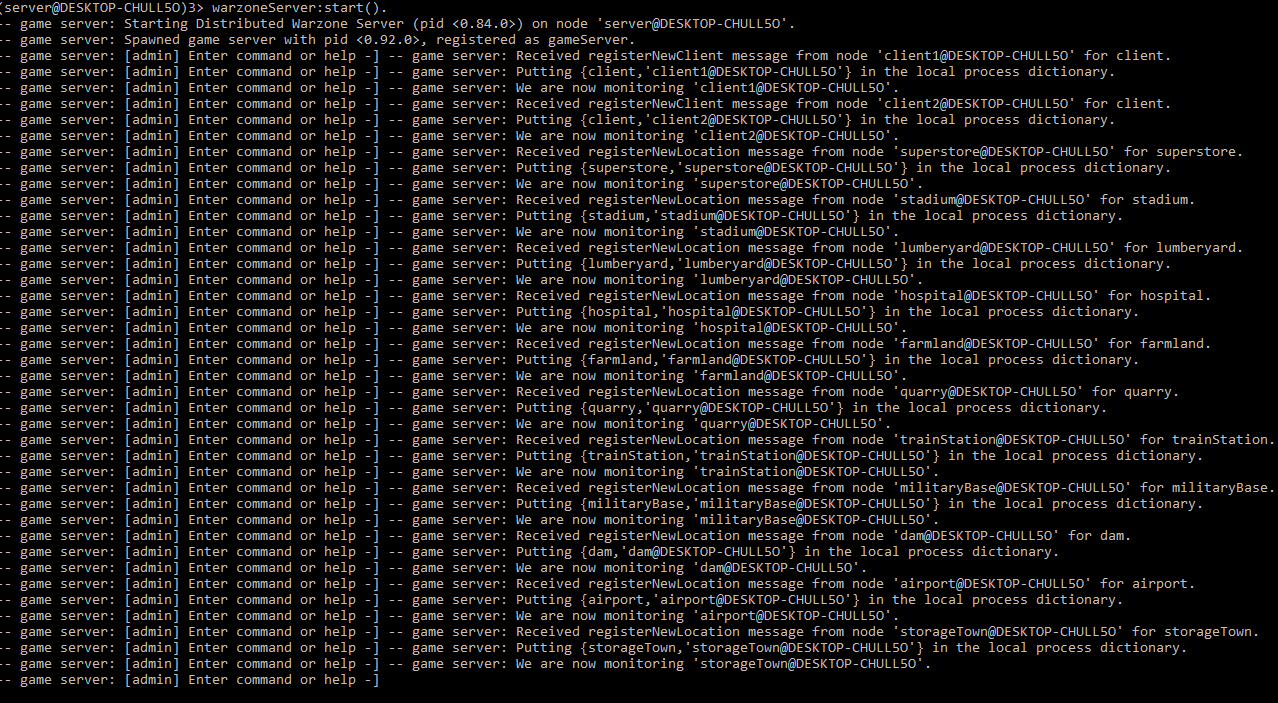 (server@DESKTOP-CHULL5O)3> warzoneServer:start().
-- game server: Starting Distributed Warzone Server (pid <0.84.0>) on node 'server@DESKTOP-CHULL5O'.
-- game server: Spawned game server with pid <0.92.0>, registered as gameServer.
-- game server: [admin] Enter command or help -] -- game server: Received registerNewClient message from node 'client1@DESKTOP-CHULL5O' for client.
-- game server: [admin] Enter command or help -] -- game server: Putting {client,'client1@DESKTOP-CHULL5O'} in the local process dictionary.
-- game server: [admin] Enter command or help -] -- game server: We are now monitoring 'client1@DESKTOP-CHULL5O'.
-- game server: [admin] Enter command or help -] -- game server: Received registerNewClient message from node 'client2@DESKTOP-CHULL5O' for client.
-- game server: [admin] Enter command or help -] -- game server: Putting {client,'client2@DESKTOP-CHULL5O'} in the local process dictionary.
-- game server: [admin] Enter command or help -] -- game server: We are now monitoring 'client2@DESKTOP-CHULL5O'.
-- game server: [admin] Enter command or help -] -- game server: Received registerNewLocation message from node 'superstore@DESKTOP-CHULL5O' for superstore.
-- game server: [admin] Enter command or help -] -- game server: Putting {superstore,'superstore@DESKTOP-CHULL5O'} in the local process dictionary.
-- game server: [admin] Enter command or help -] -- game server: We are now monitoring 'superstore@DESKTOP-CHULL5O'.
-- game server: [admin] Enter command or help -] -- game server: Received registerNewLocation message from node 'stadium@DESKTOP-CHULL5O' for stadium.
-- game server: [admin] Enter command or help -] -- game server: Putting {stadium,'stadium@DESKTOP-CHULL5O'} in the local process dictionary.
-- game server: [admin] Enter command or help -] -- game server: We are now monitoring 'stadium@DESKTOP-CHULL5O'.
-- game server: [admin] Enter command or help -] -- game server: Received registerNewLocation message from node 'lumberyard@DESKTOP-CHULL5O' for lumberyard.
-- game server: [admin] Enter command or help -] -- game server: Putting {lumberyard,'lumberyard@DESKTOP-CHULL5O'} in the local process dictionary.
-- game server: [admin] Enter command or help -] -- game server: We are now monitoring 'lumberyard@DESKTOP-CHULL5O'.
-- game server: [admin] Enter command or help -] -- game server: Received registerNewLocation message from node 'hospital@DESKTOP-CHULL5O' for hospital.
-- game server: [admin] Enter command or help -] -- game server: Putting {hospital,'hospital@DESKTOP-CHULL5O'} in the local process dictionary.
-- game server: [admin] Enter command or help -] -- game server: We are now monitoring 'hospital@DESKTOP-CHULL5O'.
-- game server: [admin] Enter command or help -] -- game server: Received registerNewLocation message from node 'farmland@DESKTOP-CHULL5O' for farmland.
-- game server: [admin] Enter command or help -] -- game server: Putting {farmland,'farmland@DESKTOP-CHULL5O'} in the local process dictionary.
-- game server: [admin] Enter command or help -] -- game server: We are now monitoring 'farmland@DESKTOP-CHULL5O'.
-- game server: [admin] Enter command or help -] -- game server: Received registerNewLocation message from node 'quarry@DESKTOP-CHULL5O' for quarry.
-- game server: [admin] Enter command or help -] -- game server: Putting {quarry,'quarry@DESKTOP-CHULL5O'} in the local process dictionary.
-- game server: [admin] Enter command or help -] -- game server: We are now monitoring 'quarry@DESKTOP-CHULL5O'.
-- game server: [admin] Enter command or help -] -- game server: Received registerNewLocation message from node 'trainStation@DESKTOP-CHULL5O' for trainStation.
-- game server: [admin] Enter command or help -] -- game server: Putting {trainStation,'trainStation@DESKTOP-CHULL5O'} in the local process dictionary.
-- game server: [admin] Enter command or help -] -- game server: We are now monitoring 'trainStation@DESKTOP-CHULL5O'.
-- game server: [admin] Enter command or help -] -- game server: Received registerNewLocation message from node 'militaryBase@DESKTOP-CHULL5O' for militaryBase.
-- game server: [admin] Enter command or help -] -- game server: Putting {militaryBase,'militaryBase@DESKTOP-CHULL5O'} in the local process dictionary.
-- game server: [admin] Enter command or help -] -- game server: We are now monitoring 'militaryBase@DESKTOP-CHULL5O'.
-- game server: [admin] Enter command or help -] -- game server: Received registerNewLocation message from node 'dam@DESKTOP-CHULL5O' for dam.
-- game server: [admin] Enter command or help -] -- game server: Putting {dam,'dam@DESKTOP-CHULL5O'} in the local process dictionary.
-- game server: [admin] Enter command or help -] -- game server: We are now monitoring 'dam@DESKTOP-CHULL5O'.
-- game server: [admin] Enter command or help -] -- game server: Received registerNewLocation message from node 'airport@DESKTOP-CHULL5O' for airport.
-- game server: [admin] Enter command or help -] -- game server: Putting {airport,'airport@DESKTOP-CHULL5O'} in the local process dictionary.
-- game server: [admin] Enter command or help -] -- game server: We are now monitoring 'airport@DESKTOP-CHULL5O'.
-- game server: [admin] Enter command or help -] -- game server: Received registerNewLocation message from node 'storageTown@DESKTOP-CHULL5O' for storageTown.
-- game server: [admin] Enter command or help -] -- game server: Putting {storageTown,'storageTown@DESKTOP-CHULL5O'} in the local process dictionary.
-- game server: [admin] Enter command or help -] -- game server: We are now monitoring 'storageTown@DESKTOP-CHULL5O'.
-- game server: [admin] Enter command or help -]